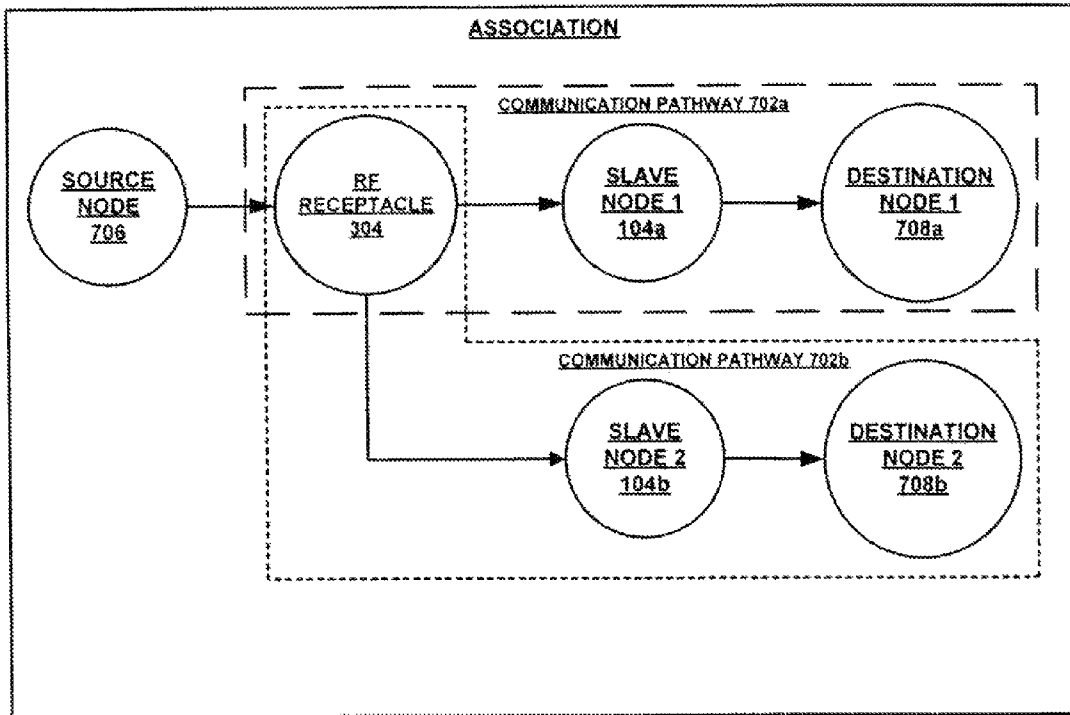 ASSOCIATION
COMMUNICATION PATHWAY 702a
SOURCE
NODE
706
RF
RECEPTACLE
304
SLAVE
NODE 1
104a
DESTINATION
NODE 1
708a
COMMUNICATION PATHWAY 702b
SLAVE
NODE 2
104b
DESTINATION
NODE 2
708b